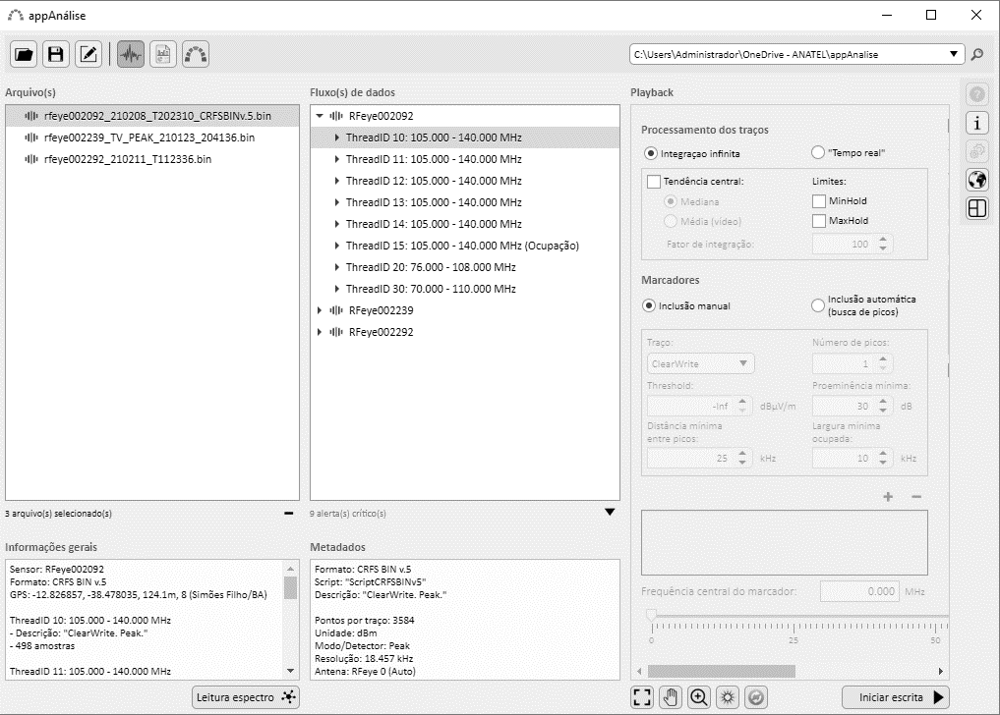 appAnálise
C:\Users\Administrador\OneDrive - ANATEL\appAnalise
Arquivo(s)
rfeye002092_210208_T202310_CRFSBINv.5.bin
rfeye002239_TV_PEAK_210123_204136.bin
rfeye002292_210211_T112336.bin
3 arquivo(s) selecionado(s)
Fluxo(s) de dados
RFeye002092
ThreadID 10: 105.000 - 140.000 MHz
ThreadID 11: 105.000 - 140.000 MHz
ThreadID 12: 105.000 - 140.000 MHz
ThreadID 13: 105.000 - 140.000 MHz
ThreadID 14: 105.000 - 140.000 MHz
ThreadID 15: 105.000 - 140.000 MHz (Ocupação)
ThreadID 20: 76.000 - 108.000 MHz
ThreadID 30: 70.000 - 110.000 MHz
RFeye002239
RFeye002292
9 alerta(s) crítico(s)
Informações gerais
Sensor: RFeye002092
Formato: CRFS BIN v.5
GPS: -12.826857, -38.478035, 124.1m, 8 (Simões Filho/BA)
ThreadID 10: 105.000 - 140.000 MHz
- Descrição: "ClearWrite. Peak."
- 498 amostras
ThreadID 11: 105.000 - 140.000 MHz
Leitura espectro
Metadados
Formato: CRFS BIN v.5
Script: "ScriptCRFSBINv5"
Descrição: "ClearWrite. Peak."
Pontos por traço: 3584
Unidade: dBm
Modo/Detector: Peak
Resolução: 18.457 kHz
Antena: RFeye 0 (Auto)
Playback
Processamento dos traços
Integraçao infinita
"Tempo real"
Tendência central:
Limites:
Mediana
MinHold
Média (vídeo)
MaxHold
Fator de integração:
100
Marcadores
Inclusão manual
Inclusão automática
(busca de picos)
Traço:
Número de picos:
ClearWrite
1
Threshold:
Proeminência mínima:
-Inf dBµV/m
30 dB
Distância mínima
entre picos:
Largura mínima
ocupada:
25 kHz
10 kHz
Frequência central do marcador: 0.000 MHz
0 25 50
Iniciar escrita